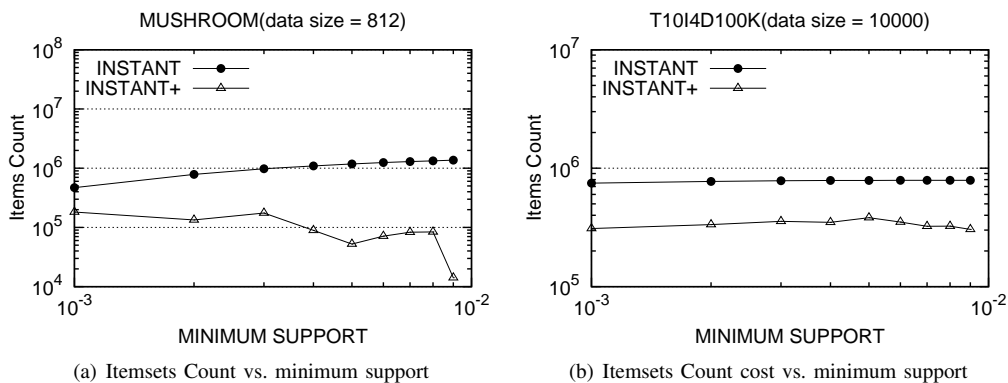 MUSHROOM(data size = 812)
10^8
10^7
10^6
10^5
10^4
Items Count
INSTANT
INSTANT+
10^-3
10^-2
MINIMUM SUPPORT
(a) Itemsets Count vs. minimum support
T10I4D100K(data size = 10000)
10^7
10^6
10^5
Items Count
INSTANT
INSTANT+
10^-3
10^-2
MINIMUM SUPPORT
(b) Itemsets Count cost vs. minimum support